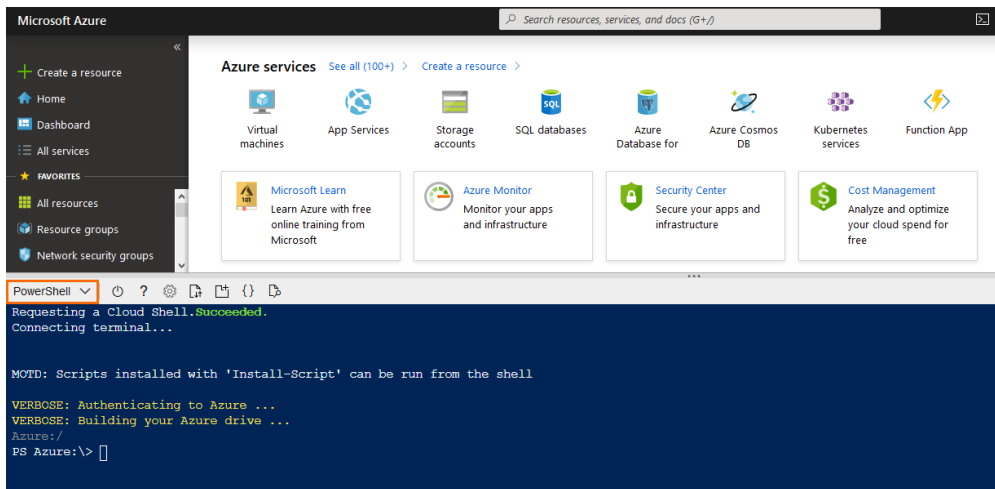 Microsoft Azure
Search resources, services, and docs (G+/)
«
Create a resource
Home
Dashboard
All services
FAVORITES
All resources
Resource groups
Network security groups
Azure services See all (100+) > Create a resource >
SQL
Virtual
machines
App Services
Storage
accounts
SQL databases
Azure
Database for
Azure Cosmos
DB
Kubernetes
services
Function App
101
Microsoft Learn
Learn Azure with free
online training from
Microsoft
Azure Monitor
Monitor your apps
and infrastructure
Security Center
Secure your apps and
infrastructure
$
Cost Management
Analyze and optimize
your cloud spend for
free
PowerShell ? {}
Requesting a Cloud Shell.Succeeded.
Connecting terminal...
MOTD: Scripts installed with 'Install-Script' can be run from the shell
VERBOSE: Authenticating to Azure ...
VERBOSE: Building your Azure drive ...
Azure:/
PS Azure:\>